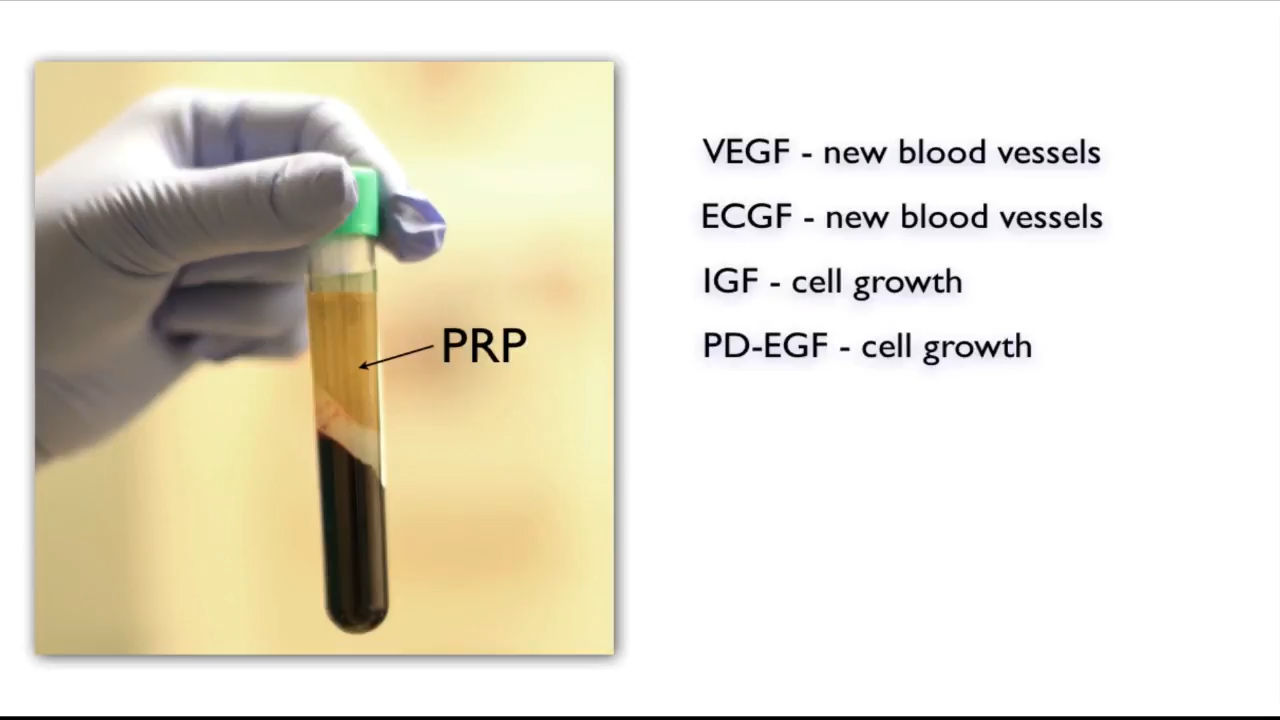 PRP
VEGF - new blood vessels
ECGF - new blood vessels
IGF - cell growth
PD-EGF - cell growth